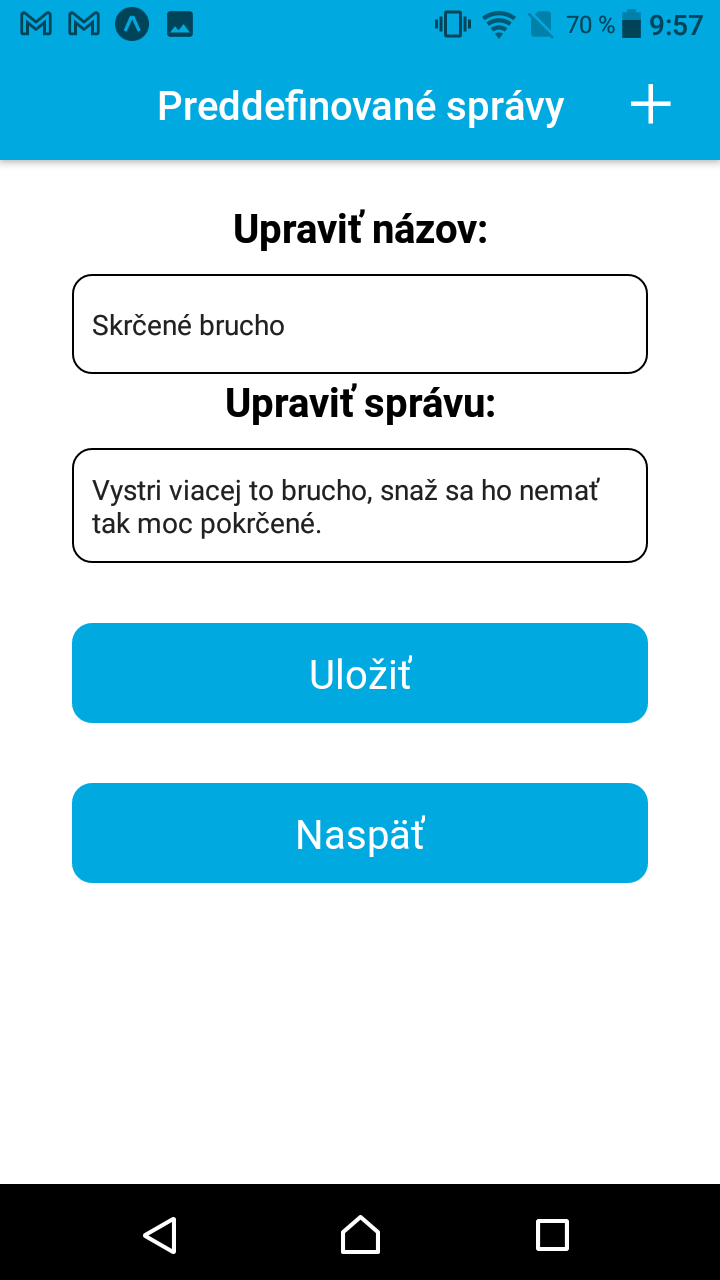 70 % 9:57
Preddefinované správy
Upraviť názov:
Skrčené brucho
Upraviť správu:
Vystri viacej to brucho, snaž sa ho nemať
tak moc pokrčené.
Uložiť
Naspäť